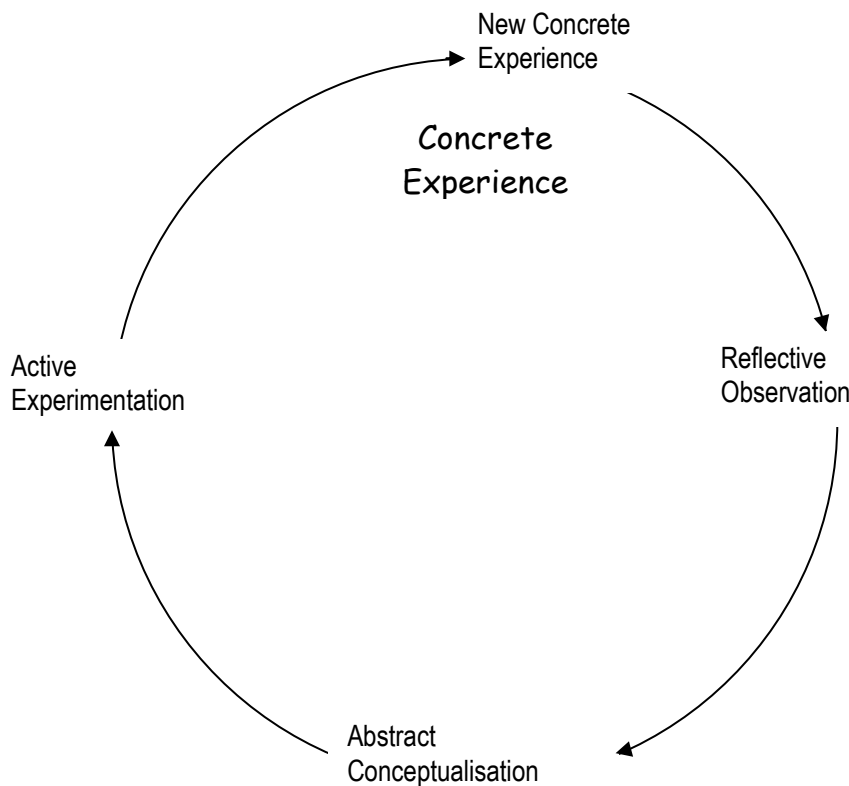 New Concrete
Experience
Concrete
Experience
Reflective
Observation
Abstract
Conceptualisation
Active
Experimentation